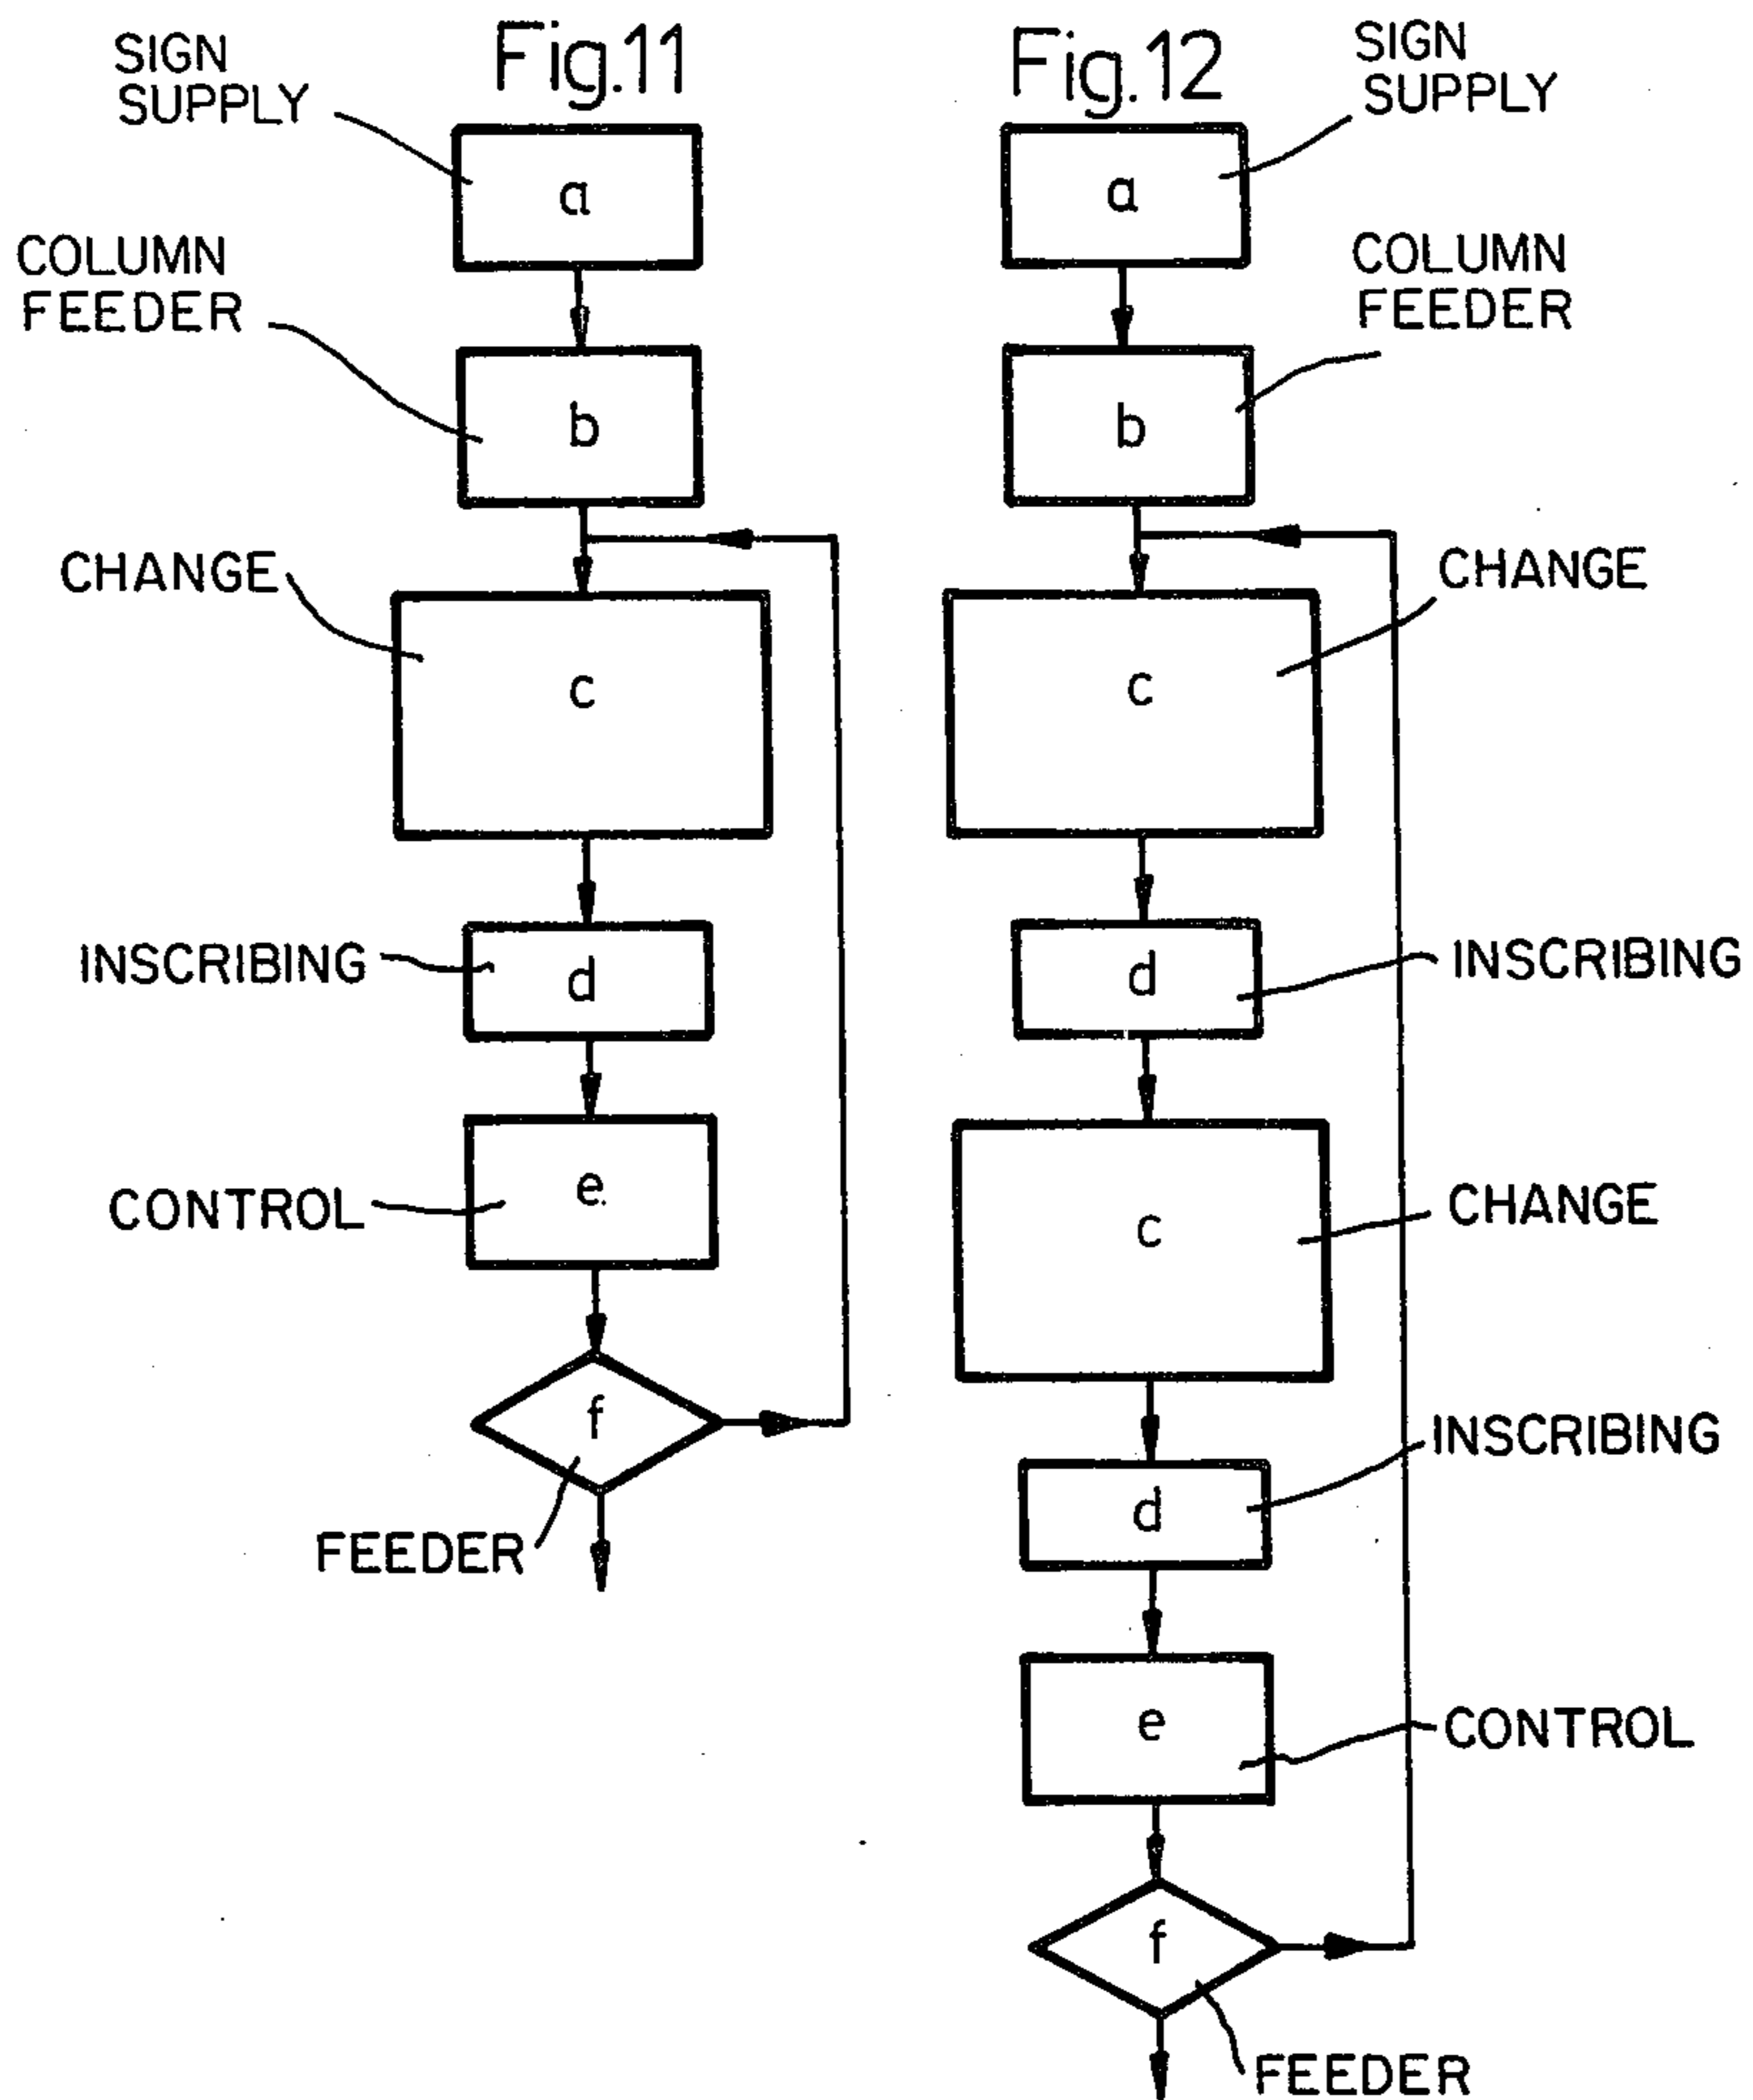 Fig.11
SIGN
SUPPLY
a
COLUMN
FEEDER
b
CHANGE
c
INSCRIBING
d
CONTROL
e
f
FEEDER
Fig.12
SIGN
SUPPLY
a
COLUMN
FEEDER
b
CHANGE
c
INSCRIBING
d
CHANGE
c
INSCRIBING
d
CONTROL
e
f
FEEDER